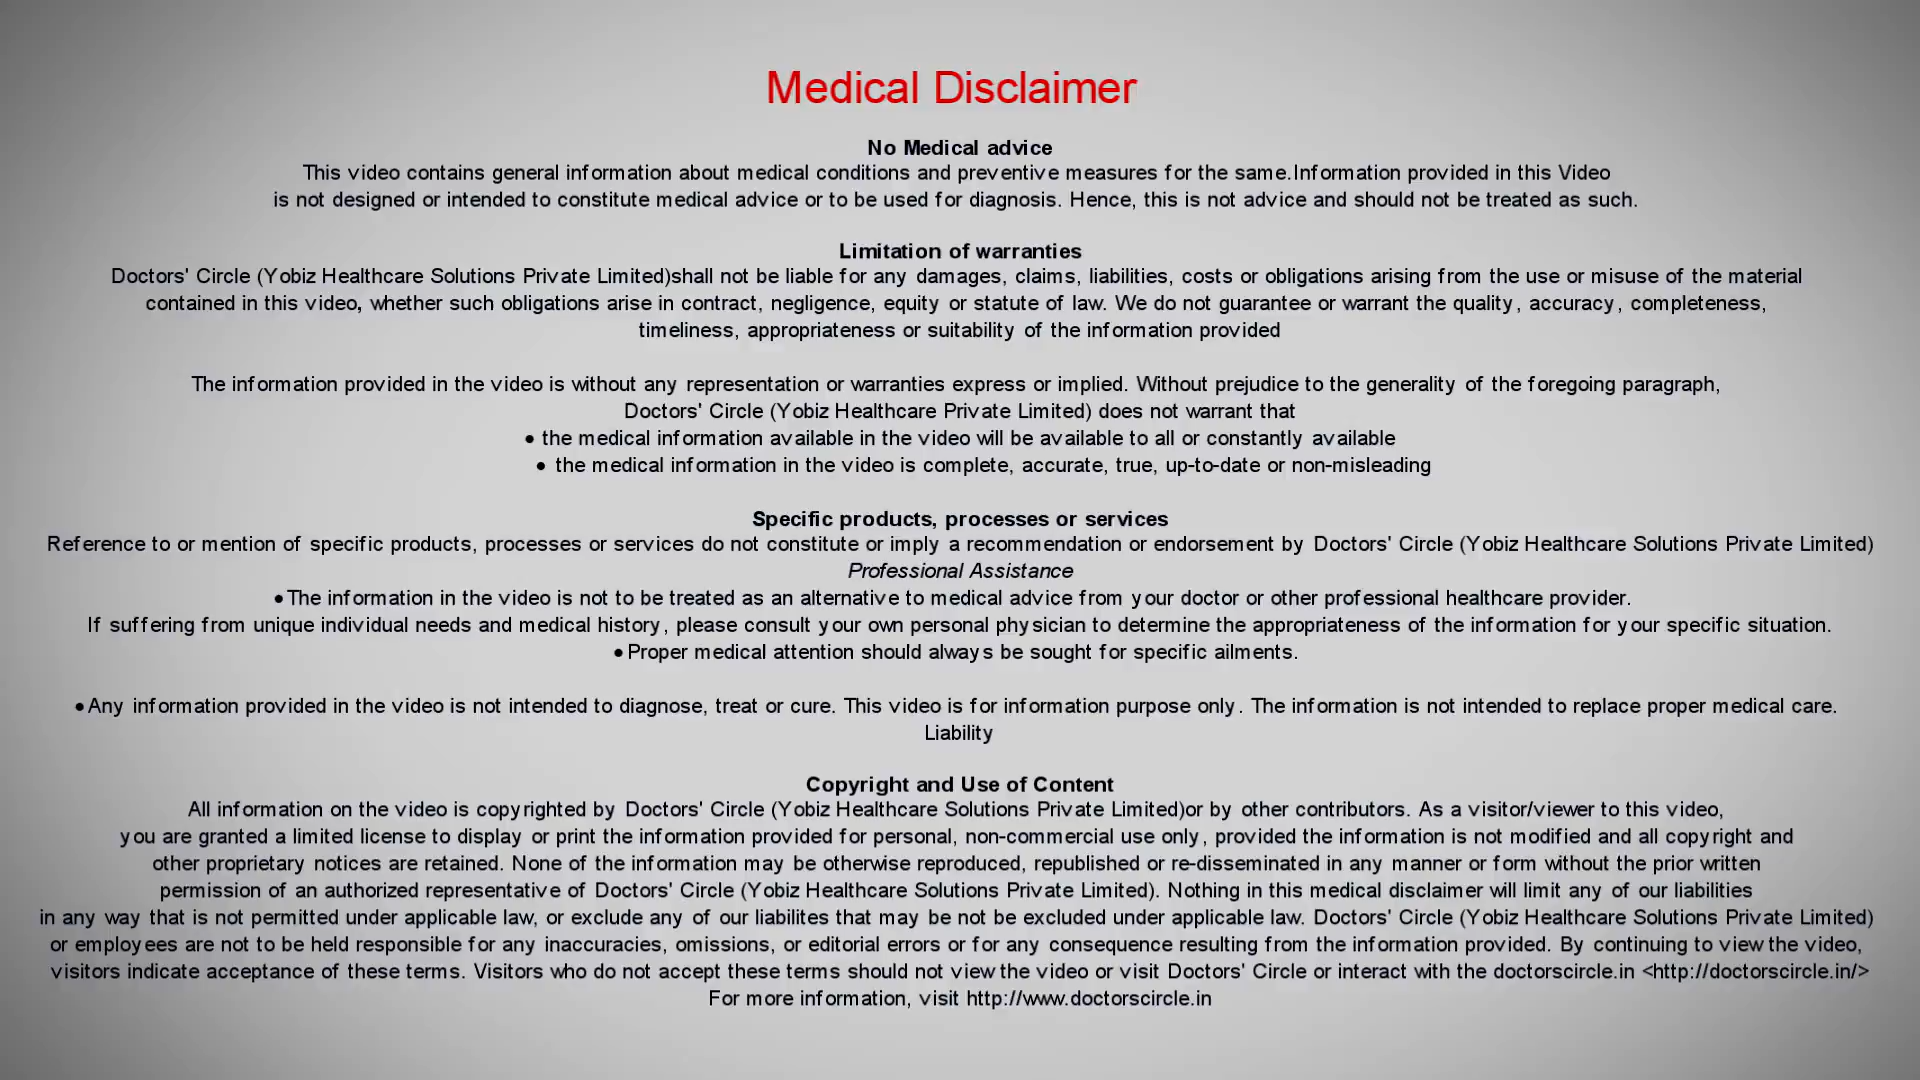 Medical Disclaimer
No Medical advice
This video contains general information about medical conditions and preventive measures for the same.Information provided in this Video
is not designed or intended to constitute medical advice or to be used for diagnosis. Hence, this is not advice and should not be treated as such.
Limitation of warranties
Doctors' Circle (Yobiz Healthcare Solutions Private Limited)shall not be liable for any damages, claims, liabilities, costs or obligations arising from the use or misuse of the material
contained in this video, whether such obligations arise in contract, negligence, equity or statute of law. We do not guarantee or warrant the quality, accuracy, completeness,
timeliness, appropriateness or suitability of the information provided
The information provided in the video is without any representation or warranties express or implied. Without prejudice to the generality of the foregoing paragraph,
Doctors' Circle (Yobiz Healthcare Private Limited) does not warrant that
• the medical information available in the video will be available to all or constantly available
• the medical information in the video is complete, accurate, true, up-to-date or non-misleading
Specific products, processes or services
Reference to or mention of specific products, processes or services do not constitute or imply a recommendation or endorsement by Doctors' Circle (Yobiz Healthcare Solutions Private Limited)
Professional Assistance
•The information in the video is not to be treated as an alternative to medical advice from your doctor or other professional healthcare provider.
If suffering from unique individual needs and medical history, please consult your own personal physician to determine the appropriateness of the information for your specific situation.
•Proper medical attention should always be sought for specific ailments.
•Any information provided in the video is not intended to diagnose, treat or cure. This video is for information purpose only. The information is not intended to replace proper medical care.
Liability
Copyright and Use of Content
All information on the video is copyrighted by Doctors' Circle (Yobiz Healthcare Solutions Private Limited)or by other contributors. As a visitor/viewer to this video,
you are granted a limited license to display or print the information provided for personal, non-commercial use only, provided the information is not modified and all copyright and
other proprietary notices are retained. None of the information may be otherwise reproduced, republished or re-disseminated in any manner or form without the prior written
permission of an authorized representative of Doctors' Circle (Yobiz Healthcare Solutions Private Limited). Nothing in this medical disclaimer will limit any of our liabilities
in any way that is not permitted under applicable law, or exclude any of our liabilites that may be not be excluded under applicable law. Doctors' Circle (Yobiz Healthcare Solutions Private Limited)
or employees are not to be held responsible for any inaccuracies, omissions, or editorial errors or for any consequence resulting from the information provided. By continuing to view the video,
visitors indicate acceptance of these terms. Visitors who do not accept these terms should not view the video or visit Doctors' Circle or interact with the doctorscircle.in <http://doctorscircle.in/>
For more information, visit http://www.doctorscircle.in